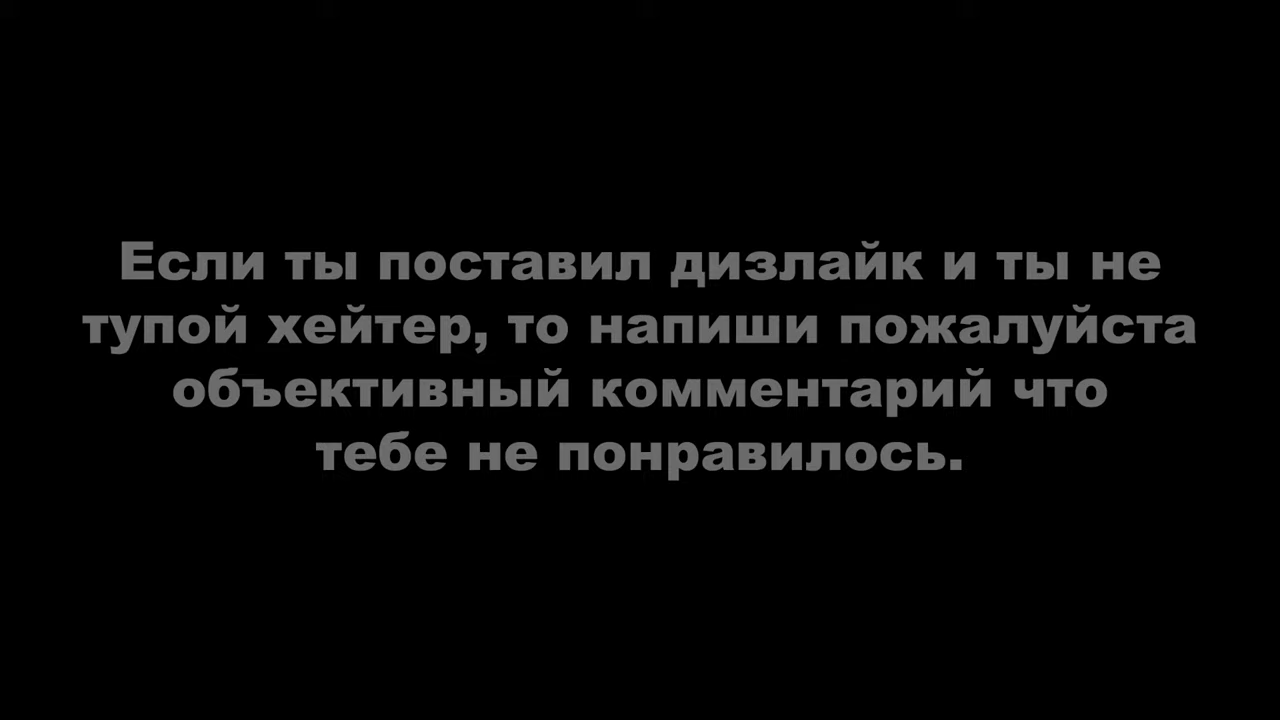 Если ты поставил дизлайк и ты не
тупой хейтер, то напиши пожалуйста
объективный комментарий что
тебе не понравилось.